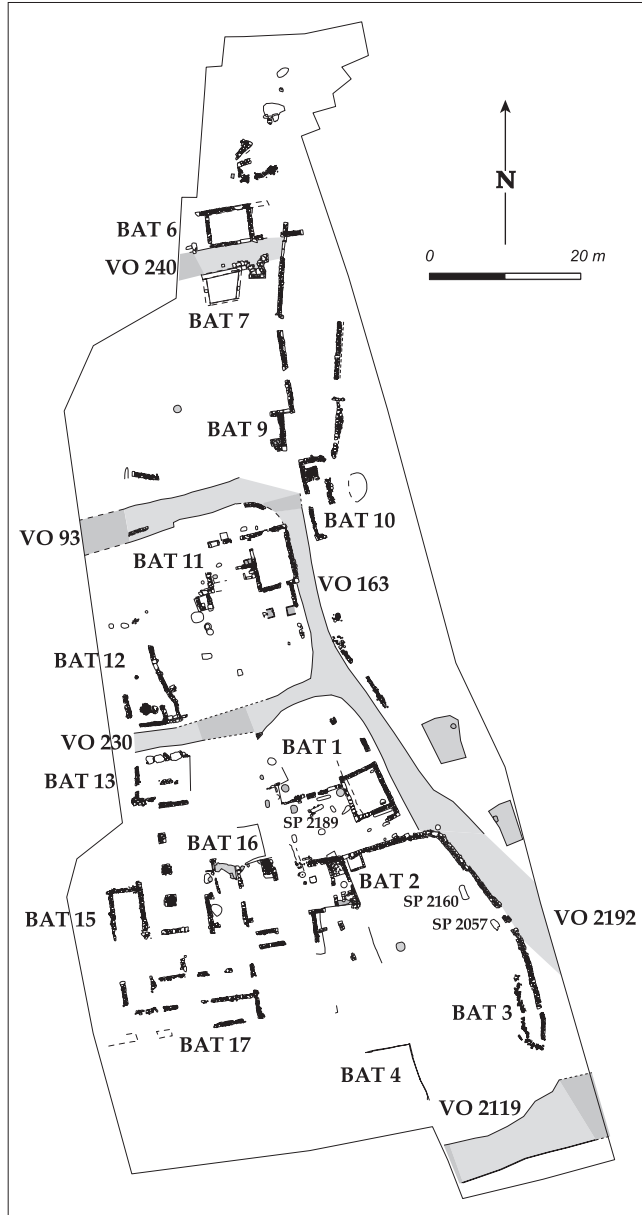 N
0 20 m
BAT 6
VO 240
BAT 7
BAT 9
BAT 10
VO 93
BAT 11
VO 163
BAT 12
VO 230
BAT 1
BAT 13
SP 2189
BAT 16
BAT 2
SP 2160
BAT 15
SP 2057
VO 2192
BAT 3
BAT 17
BAT 4
VO 2119